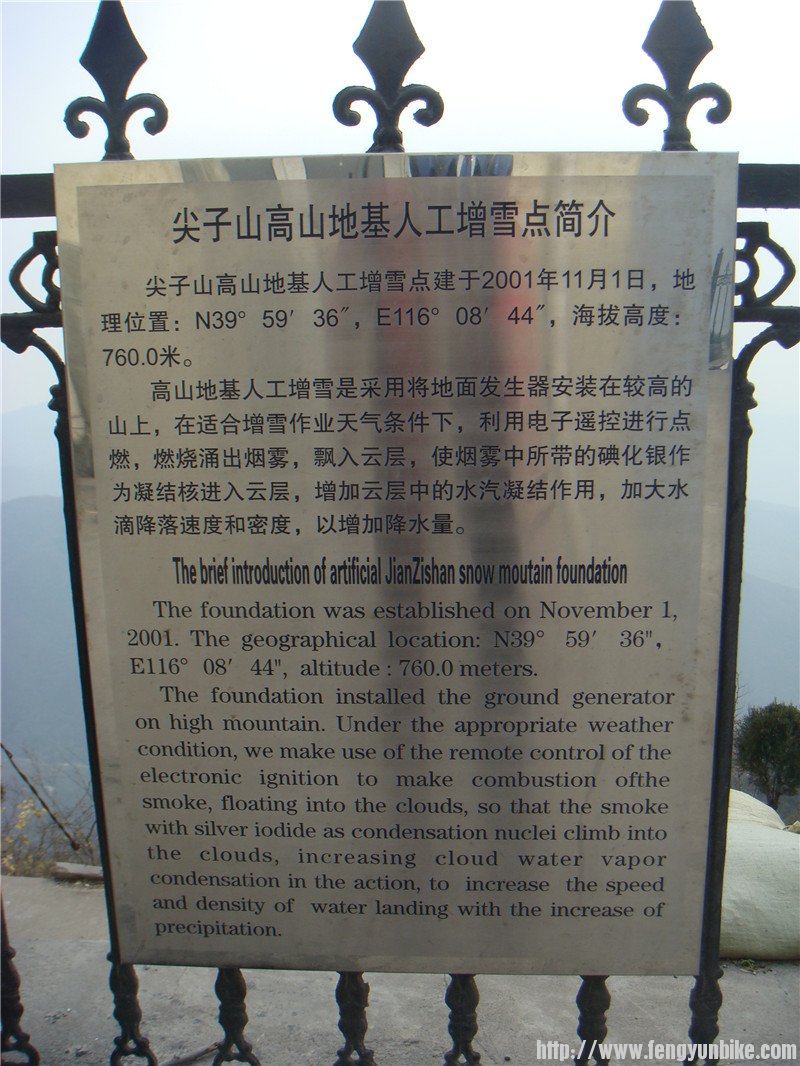 尖子山高山地基人工增雪点简介
尖子山高山地基人工增雪点建于2001年11月1日，地
理位置：N39° 59′ 36″，E116° 08′ 44″，海拔高度：
760.0米。
高山地基人工增雪是采用将地面发生器安装在较高的
山上，在适合增雪作业天气条件下，利用电子遥控进行点
燃，燃烧涌出烟雾，飘入云层，使烟雾中所带的碘化银作
为凝结核进入云层，增加云层中的水汽凝结作用，加大水
滴降落速度和密度，以增加降水量。
The brief introduction of artificial JianZishan snow moutain foundation
The foundation was established on November 1,
2001. The geographical location: N39° 59′ 36",
E116° 08′ 44", altitude : 760.0 meters.
The foundation installed the ground generator
on high mountain. Under the appropriate weather
condition, we make use of the remote control of the
electronic ignition to make combustion ofthe
smoke, floating into the clouds, so that the smoke
with silver iodide as condensation nuclei climb into
the clouds, increasing cloud water vapor
condensation in the action, to increase the speed
and density of water landing with the increase of
precipitation.
http://www.fengyunbike.com/